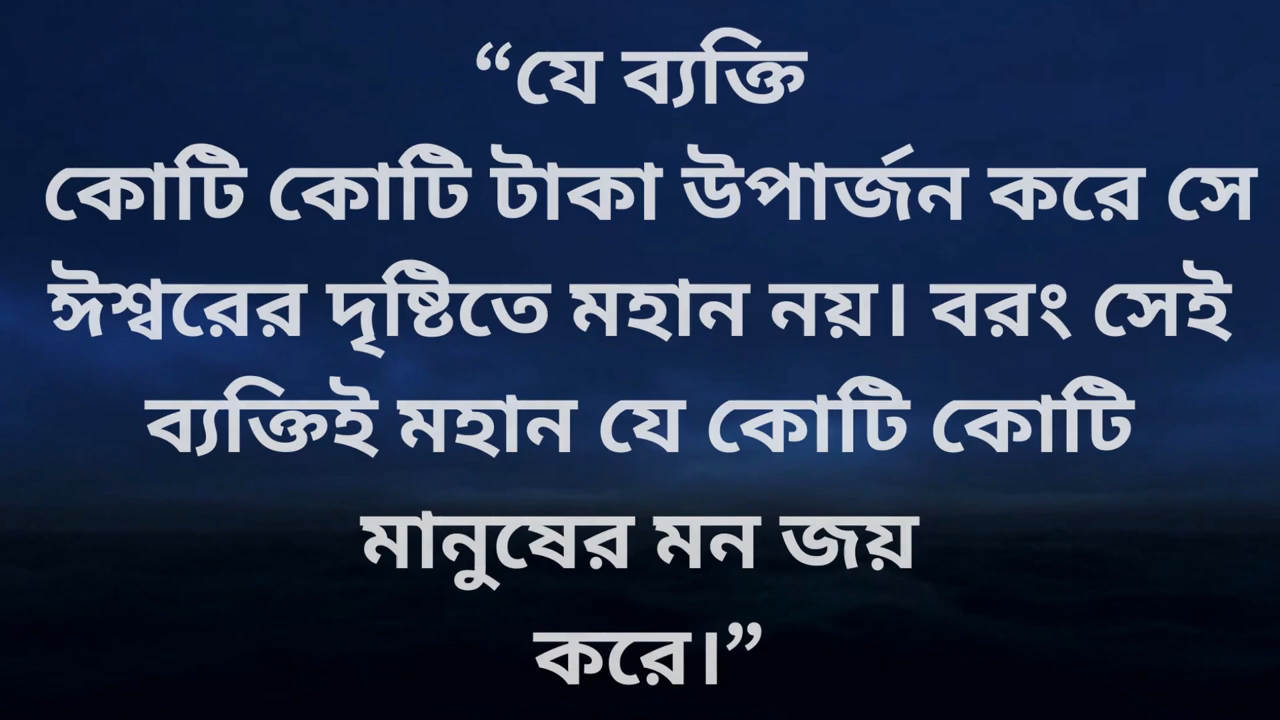 “যে ব্যক্তি
কোটি কোটি টাকা উপার্জন করে সে
ঈশ্বরের দৃষ্টিতে মহান নয়। বরং সেই
ব্যক্তিই মহান যে কোটি কোটি
মানুষের মন জয়
করে।”